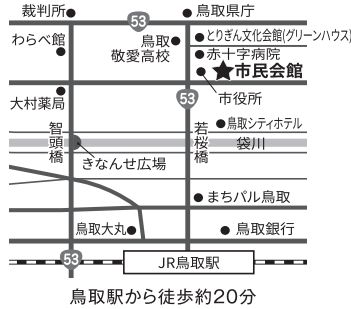 裁判所
53
鳥取県庁
わらべ館
鳥取
敬愛高校
とりぎん文化会館(グリーンハウス)
赤十字病院
★市民会館
市役所
大村薬局
53
智頭橋
若桜橋
鳥取シティホテル
袋川
きなんせ広場
まちパル鳥取
鳥取大丸
鳥取銀行
53
JR鳥取駅
鳥取駅から徒歩約20分